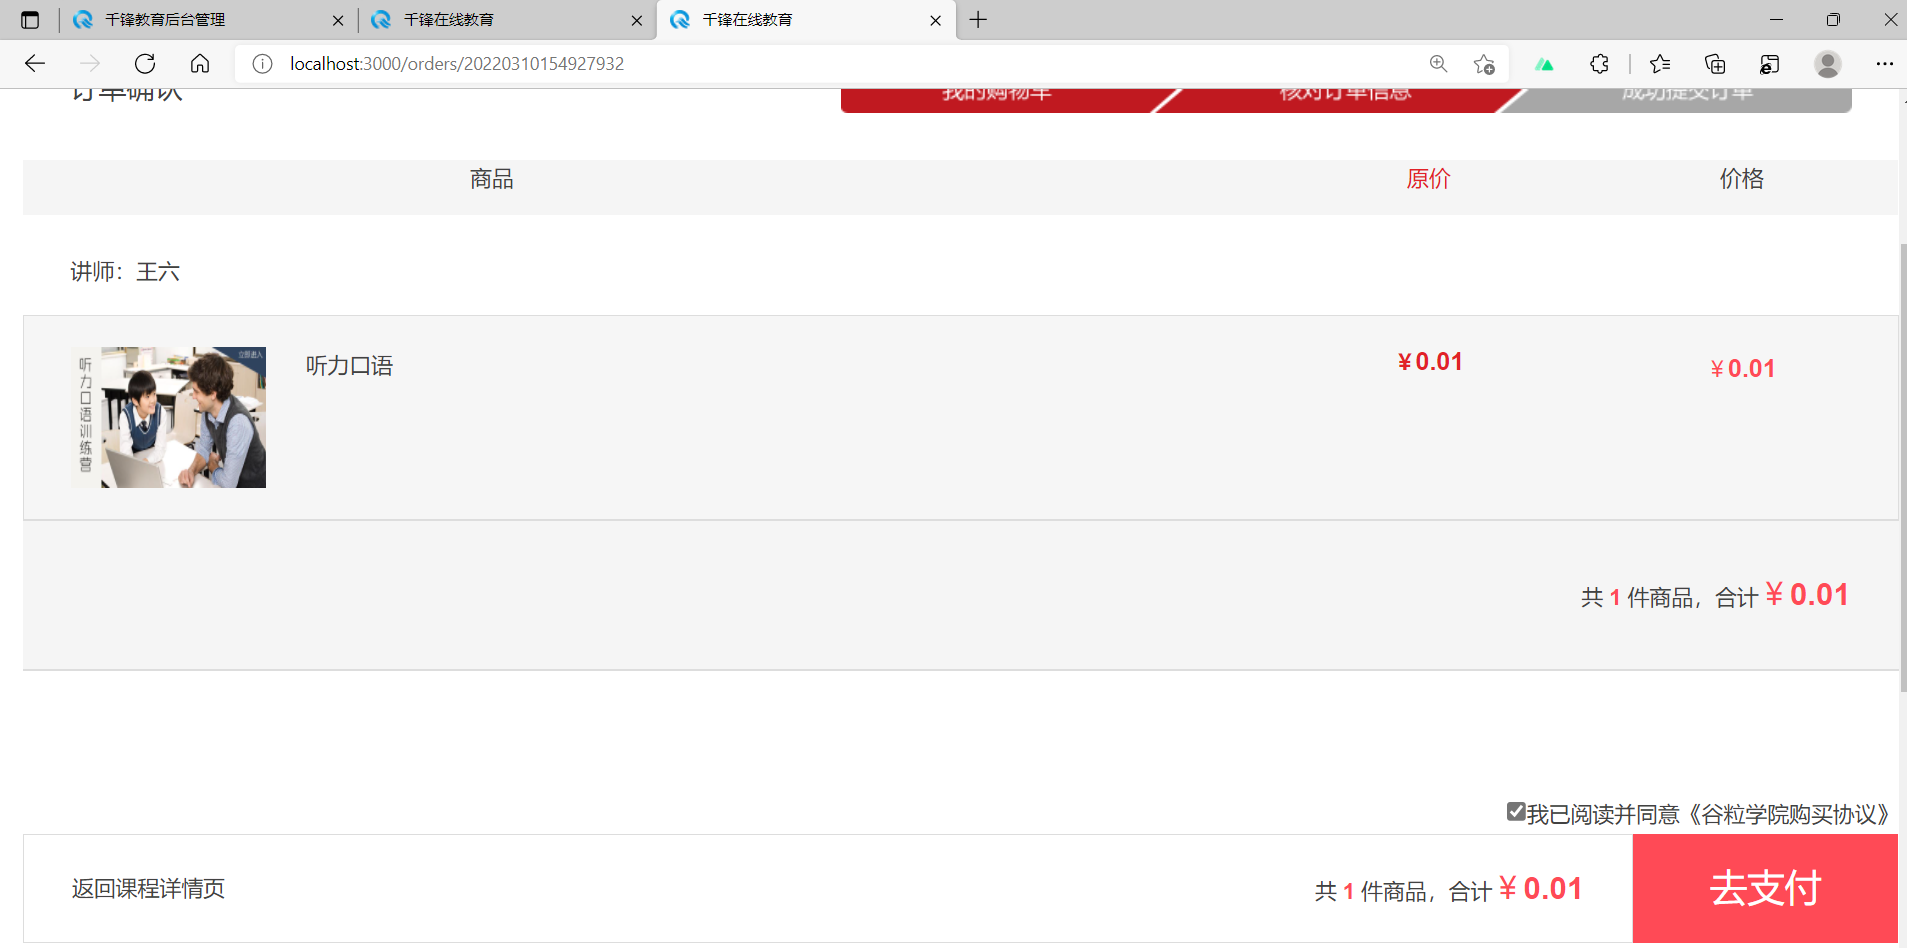 千锋教育后台管理
千锋在线教育
千锋在线教育
localhost:3000/orders/20220310154927932
订单确认
我的购物车
核对订单信息
成功提交订单
商品
原价
价格
讲师：王六
听力口语训练营
立即进入
听力口语
¥0.01
¥0.01
共 1 件商品，合计¥0.01
我已阅读并同意《谷粒学院购买协议》
返回课程详情页
共 1 件商品，合计¥0.01
去支付